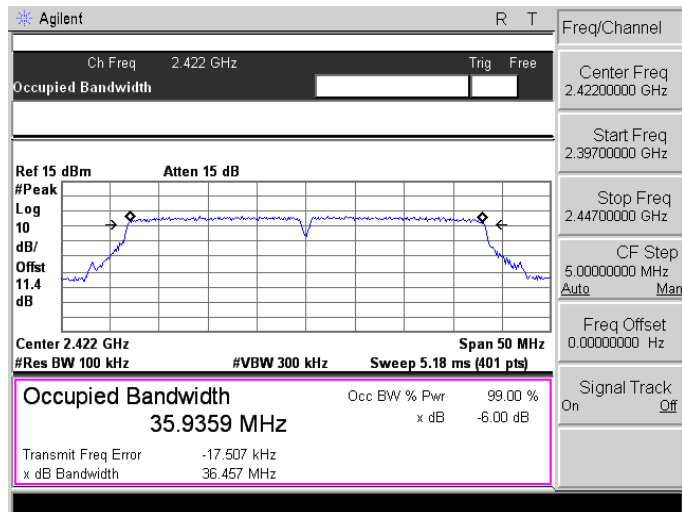 Agilent R T
Ch Freq 2.422 GHz Trig Free
Occupied Bandwidth
Ref 15 dBm Atten 15 dB
#Peak
Log
10
dB/
Offst
11.4
dB
Center 2.422 GHz Span 50 MHz
#Res BW 100 kHz #VBW 300 kHz Sweep 5.18 ms (401 pts)
Occupied Bandwidth Occ BW % Pwr 99.00 %
35.9359 MHz x dB -6.00 dB
Transmit Freq Error -17.507 kHz
x dB Bandwidth 36.457 MHz
Freq/Channel
Center Freq
2.42200000 GHz
Start Freq
2.39700000 GHz
Stop Freq
2.44700000 GHz
CF Step
5.00000000 MHz
Auto Man
Freq Offset
0.00000000 Hz
Signal Track
On Off